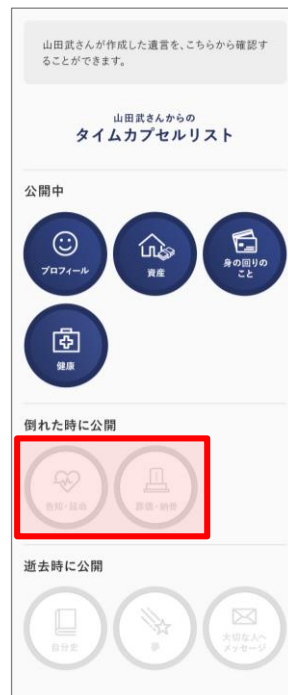 山田武さんが作成した遺言を、こちらから確認す
ることができます。
山田武さんからの
タイムカプセルリスト
公開中
プロフィール
資産
身の回りの
こと
健康
倒れた時に公開
告知・延命
葬儀・納骨
逝去時に公開
自分史
夢
大切な人へ
メッセージ